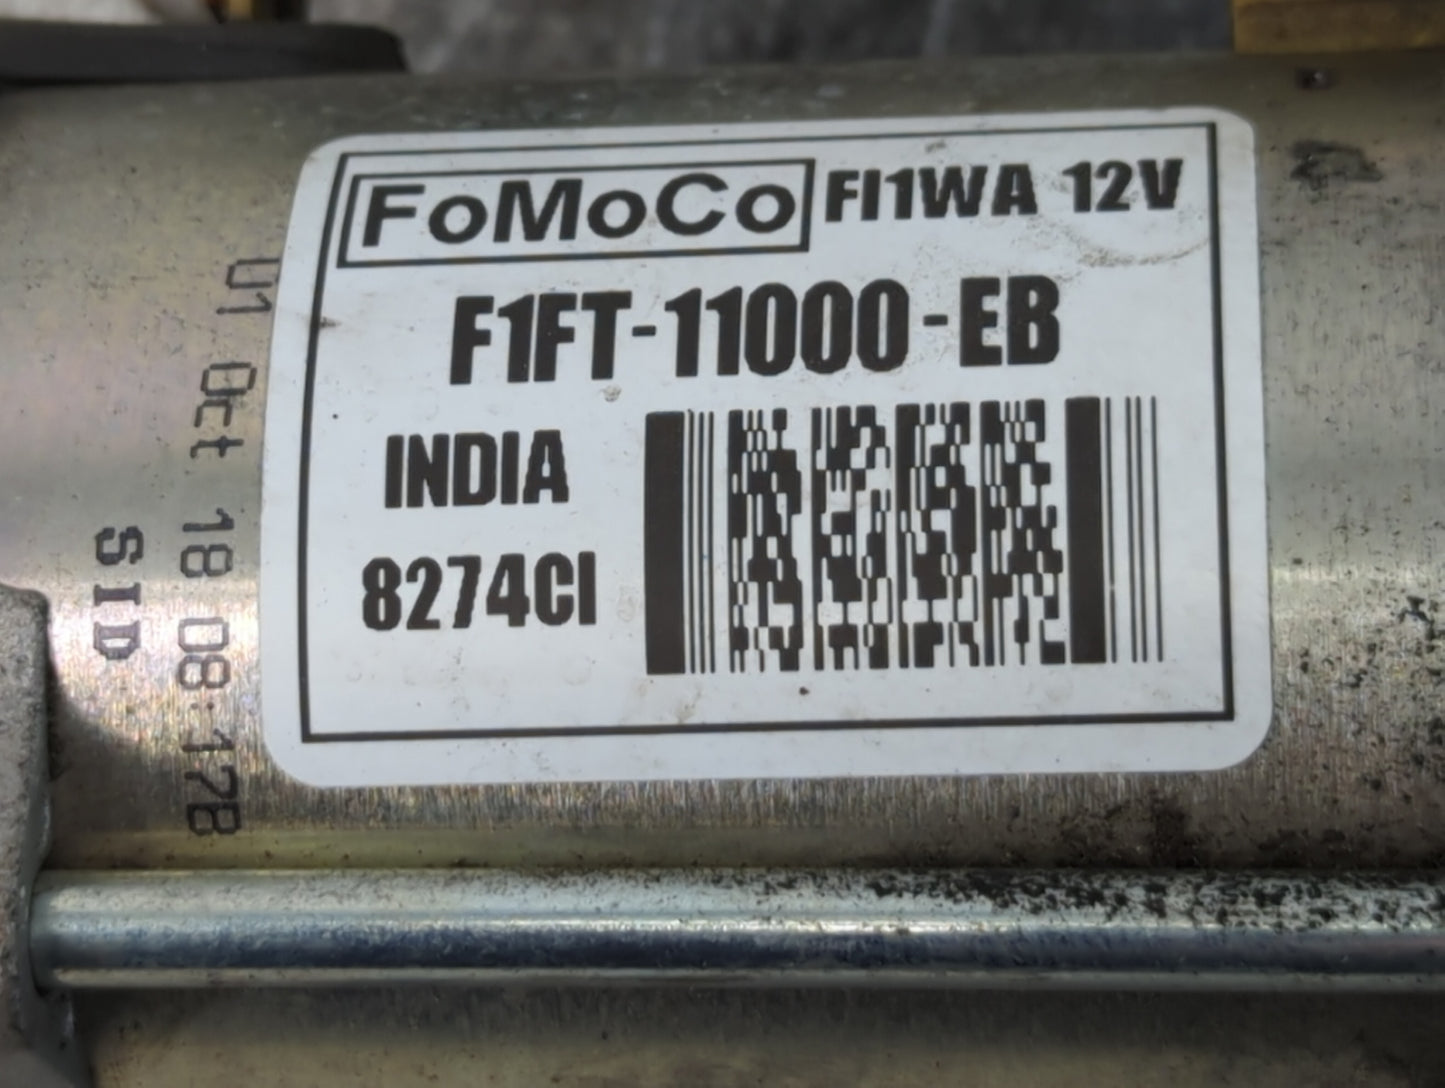 FoMoCo FI1WA 12V
F1FT-11000-EB
INDIA
8274CI
01 Oct 18 08:17B
SID